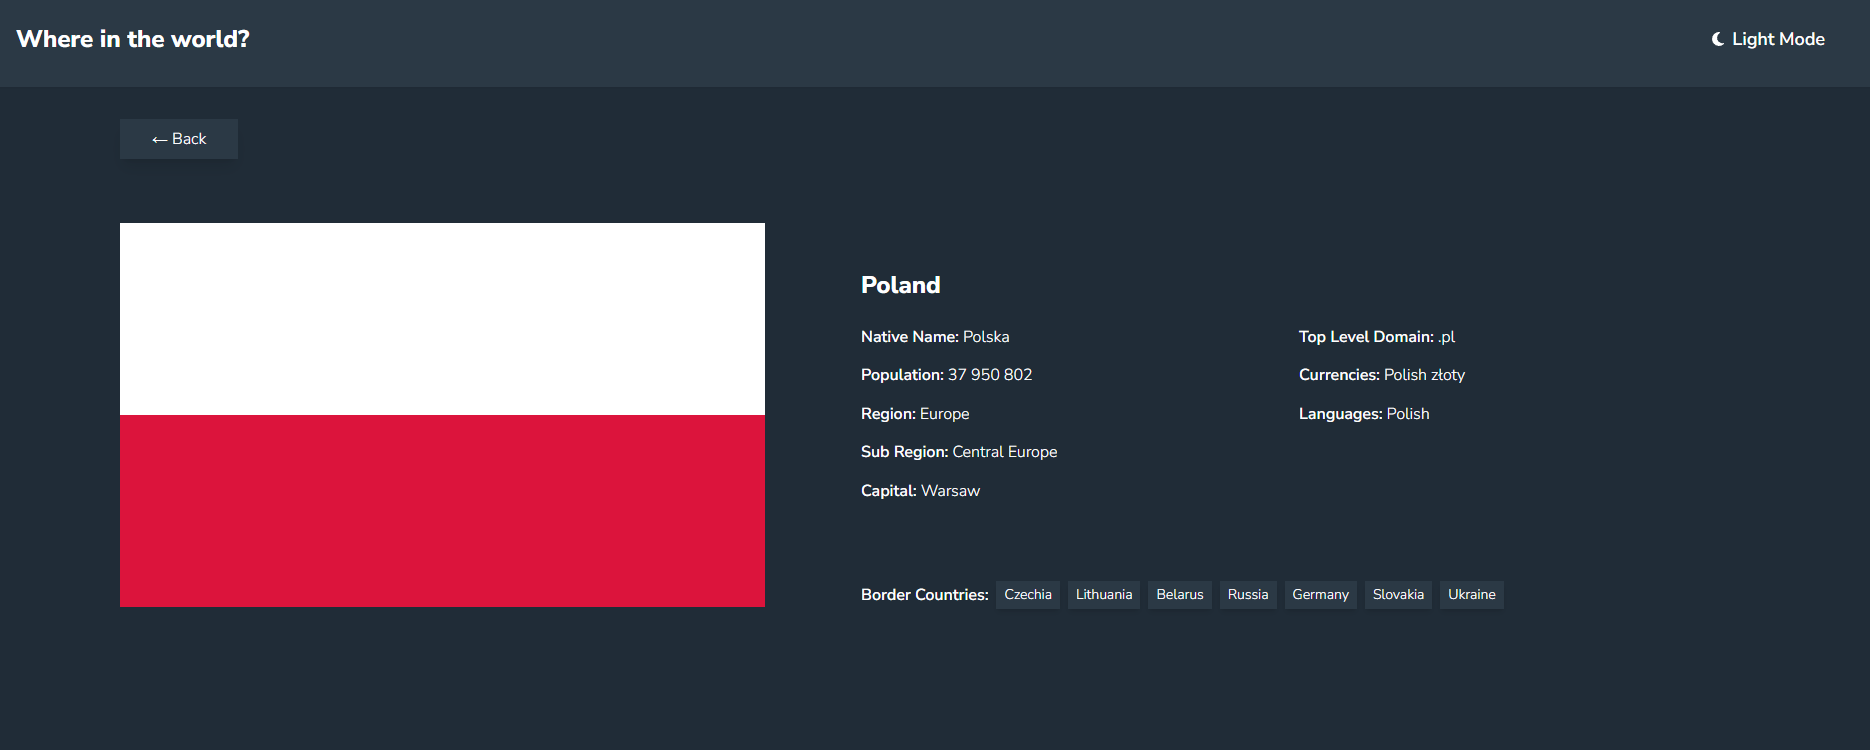 Where in the world?
Light Mode
← Back
Poland
Native Name: Polska
Population: 37 950 802
Region: Europe
Sub Region: Central Europe
Capital: Warsaw
Top Level Domain: .pl
Currencies: Polish złoty
Languages: Polish
Border Countries: Czechia Lithuania Belarus Russia Germany Slovakia Ukraine